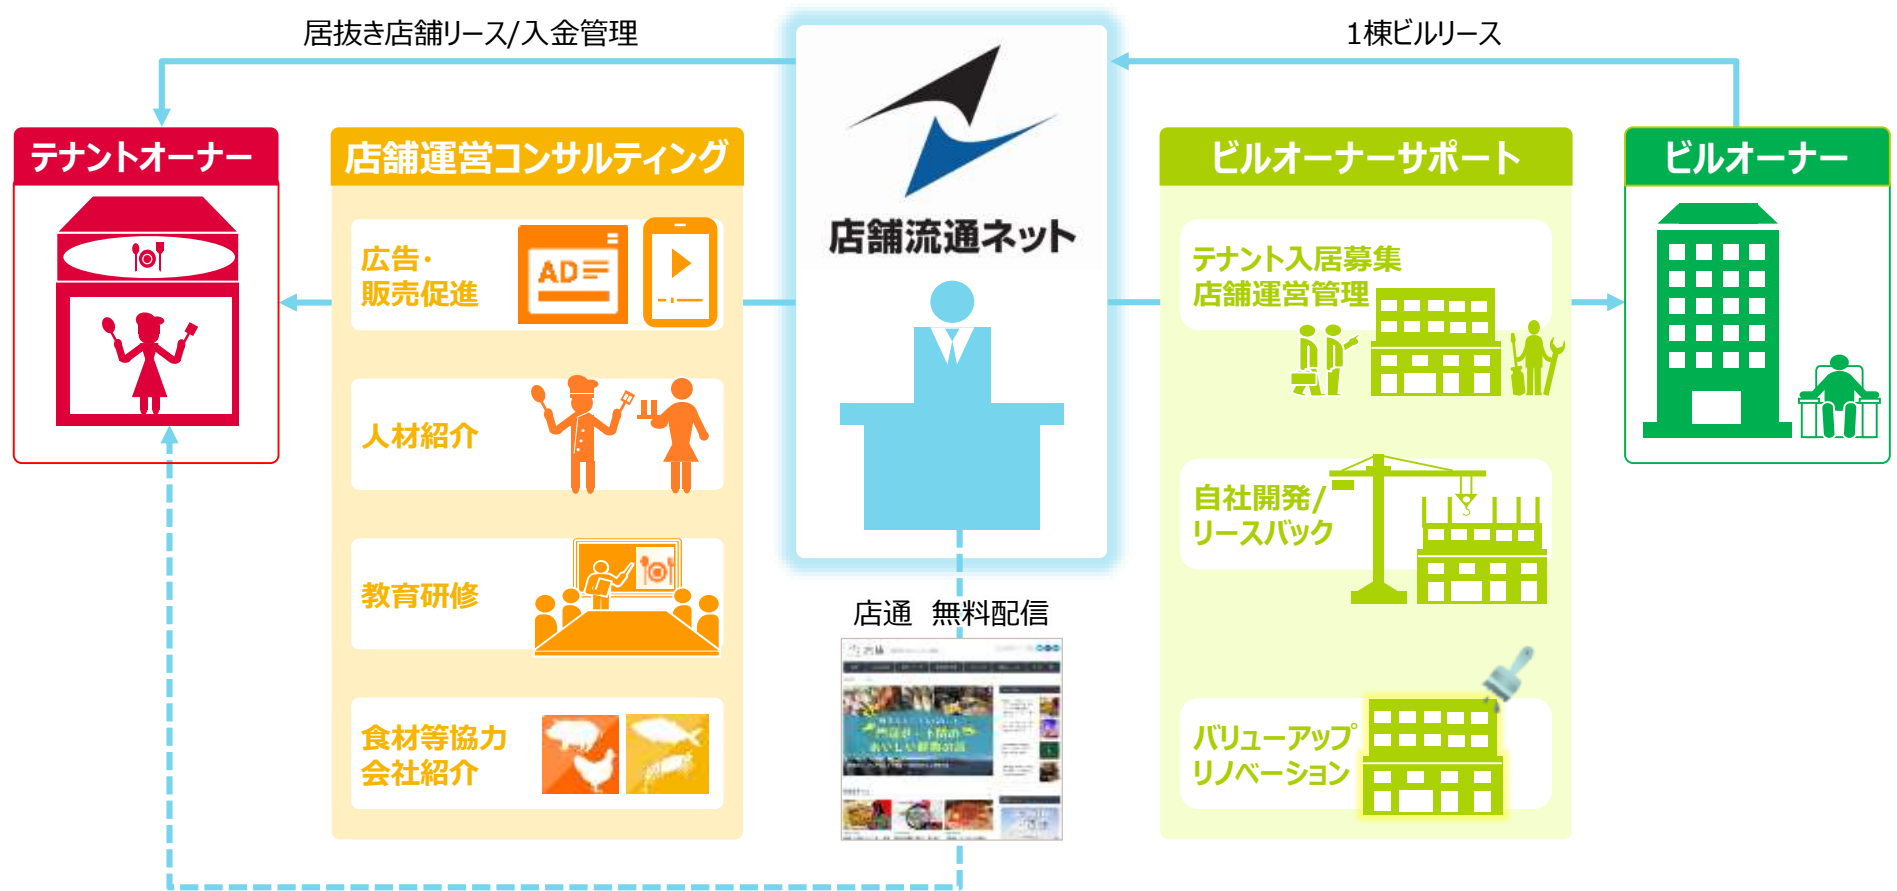 居抜き店舗リース/入金管理
1棟ビルリース
テナントオーナー
店舗運営コンサルティング
店舗流通ネット
ビルオーナーサポート
ビルオーナー
広告・
販売促進
AD
人材紹介
教育研修
食材等協力
会社紹介
店通　無料配信
テナント入居募集
店舗運営管理
自社開発/
リースバック
バリューアップ
リノベーション